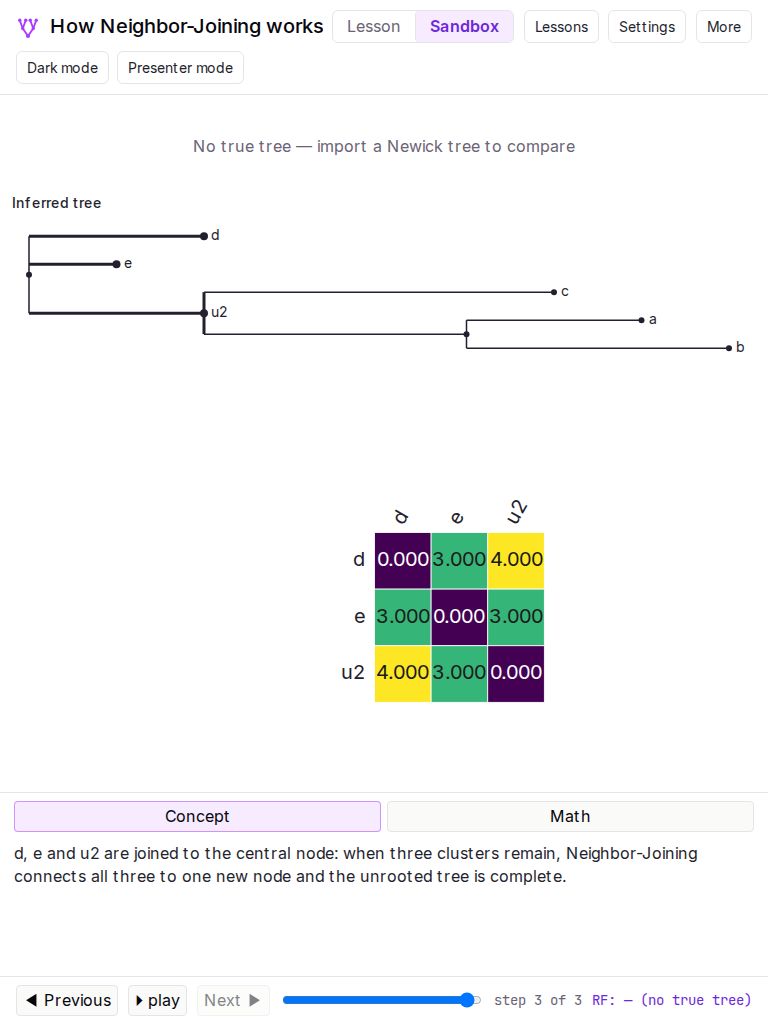 How Neighbor-Joining works Lesson Sandbox Lessons Settings More
Dark mode Presenter mode
No true tree — import a Newick tree to compare
Inferred tree
d
e
c
u2
a
b
d e u2
d 0.000 3.000 4.000
e 3.000 0.000 3.000
u2 4.000 3.000 0.000
Concept Math
d, e and u2 are joined to the central node: when three clusters remain, Neighbor-Joining
connects all three to one new node and the unrooted tree is complete.
◀ Previous ▶ play Next ▶ step 3 of 3 RF: — (no true tree)